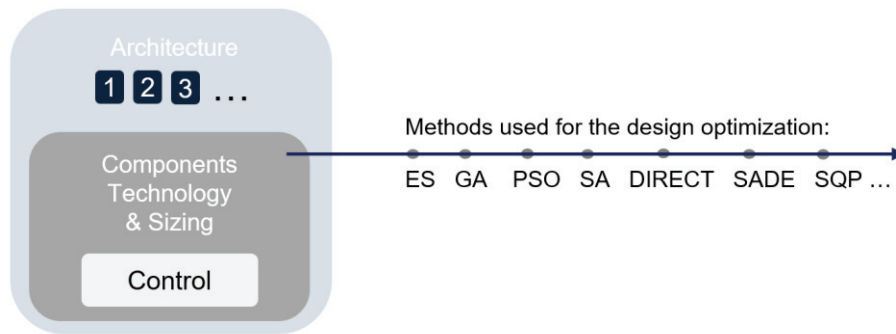 Architecture
1 2 3 ...
Components
Technology
& Sizing
Control
Methods used for the design optimization:
ES GA PSO SA DIRECT SADE SQP ...